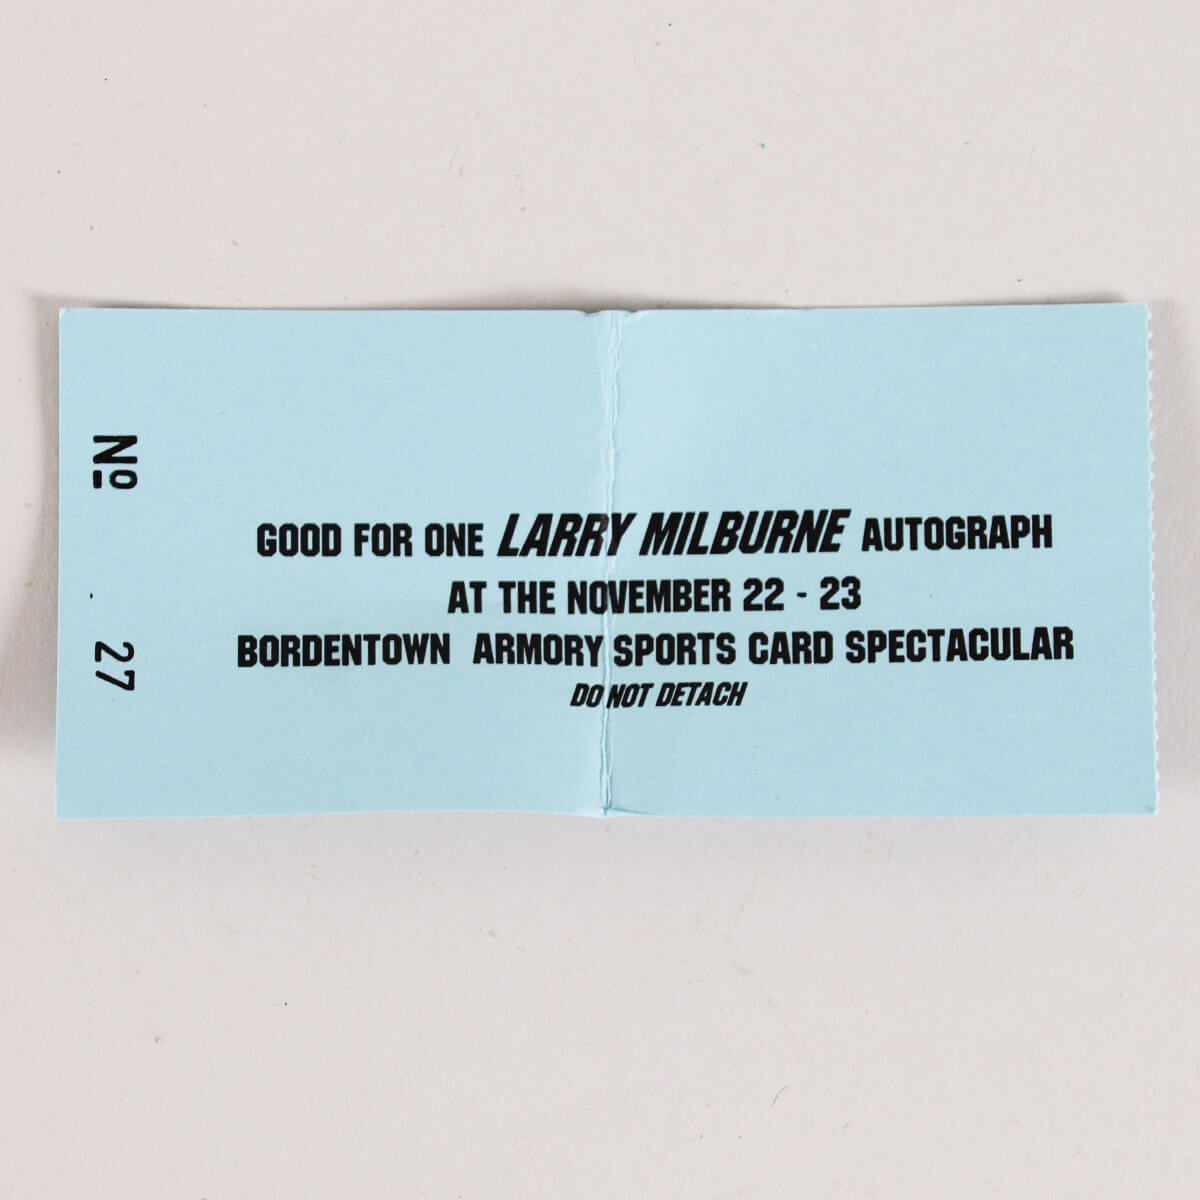 Nº 27
GOOD FOR ONE LARRY MILBURNE AUTOGRAPH
AT THE NOVEMBER 22 - 23
BORDENTOWN ARMORY SPORTS CARD SPECTACULAR
DO NOT DETACH